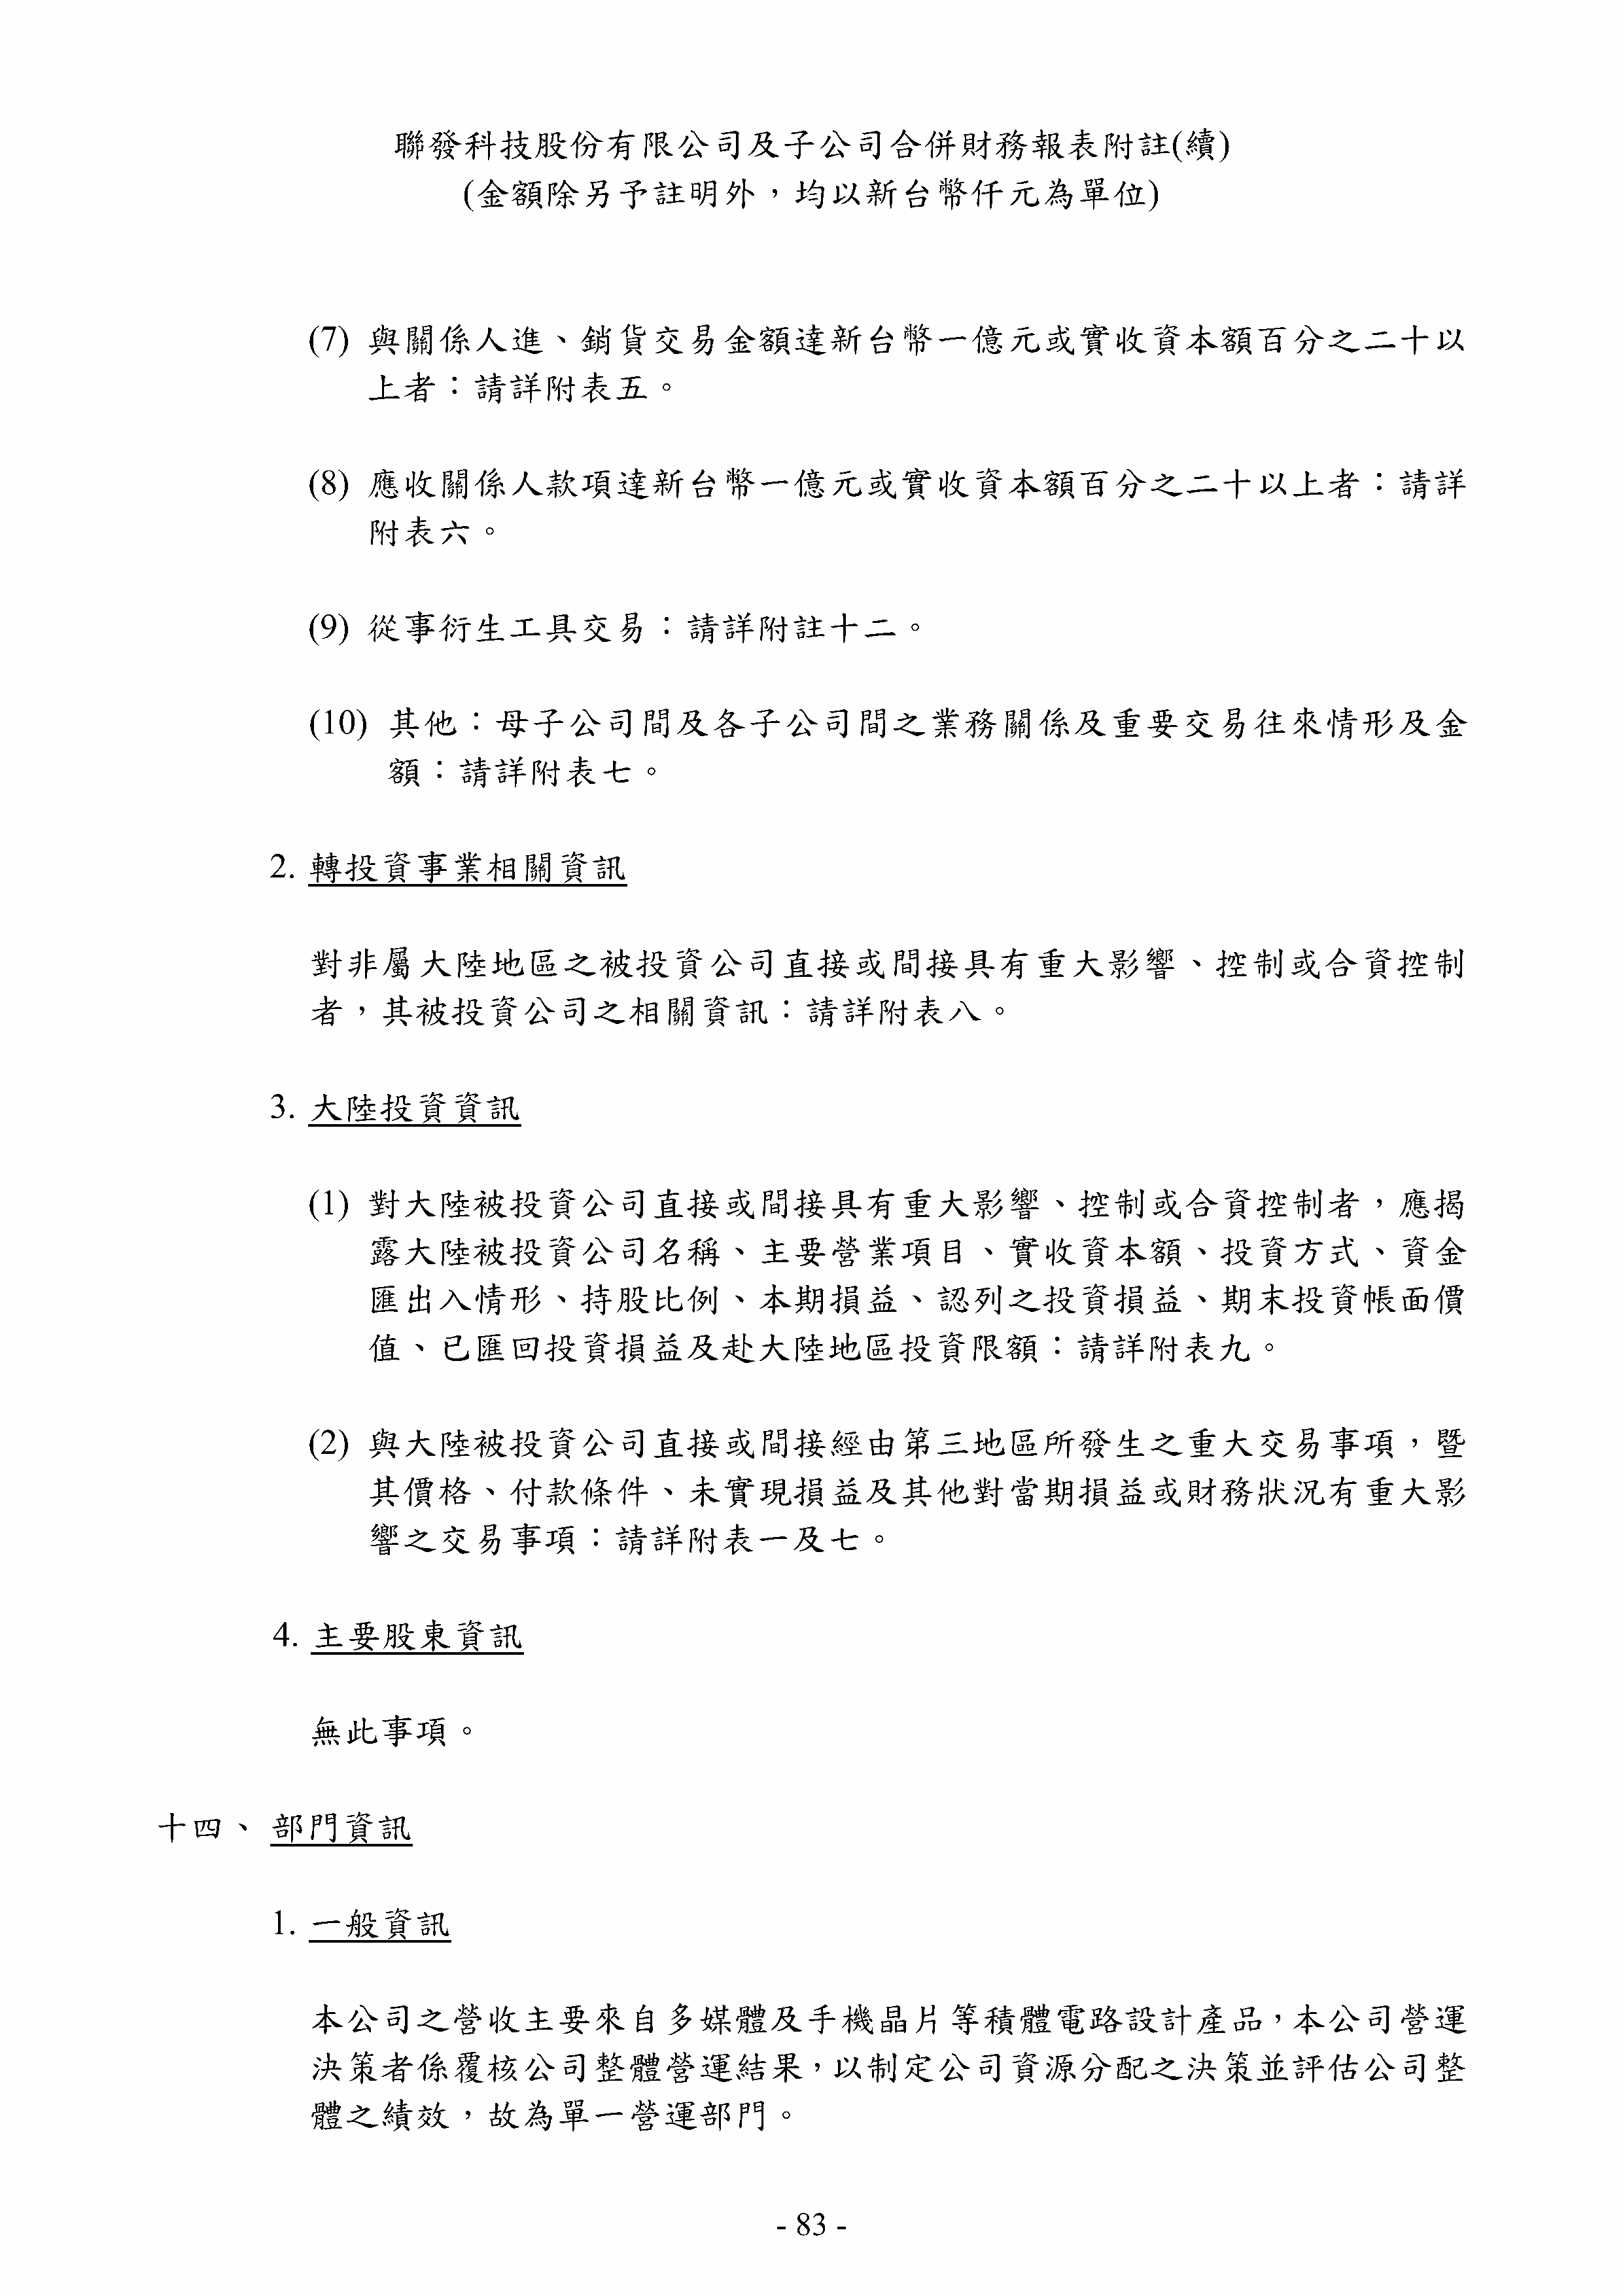 聯發科技股份有限公司及子公司合併財務報表附註(續)
(金額除另予註明外，均以新台幣仟元為單位)
(7) 與關係人進、銷貨交易金額達新台幣一億元或實收資本額百分之二十以
上者：請詳附表五。
(8) 應收關係人款項達新台幣一億元或實收資本額百分之二十以上者：請詳
附表六。
(9) 從事衍生工具交易：請詳附註十二。
(10) 其他：母子公司間及各子公司間之業務關係及重要交易往來情形及金
額：請詳附表七。
2. 轉投資事業相關資訊
對非屬大陸地區之被投資公司直接或間接具有重大影響、控制或合資控制
者，其被投資公司之相關資訊：請詳附表八。
3. 大陸投資資訊
(1) 對大陸被投資公司直接或間接具有重大影響、控制或合資控制者，應揭
露大陸被投資公司名稱、主要營業項目、實收資本額、投資方式、資金
匯出入情形、持股比例、本期損益、認列之投資損益、期末投資帳面價
值、已匯回投資損益及赴大陸地區投資限額：請詳附表九。
(2) 與大陸被投資公司直接或間接經由第三地區所發生之重大交易事項，暨
其價格、付款條件、未實現損益及其他對當期損益或財務狀況有重大影
響之交易事項：請詳附表一及七。
4. 主要股東資訊
無此事項。
十四、 部門資訊
1. 一般資訊
本公司之營收主要來自多媒體及手機晶片等積體電路設計產品，本公司營運
決策者係覆核公司整體營運結果，以制定公司資源分配之決策並評估公司整
體之績效，故為單一營運部門。
- 83 -